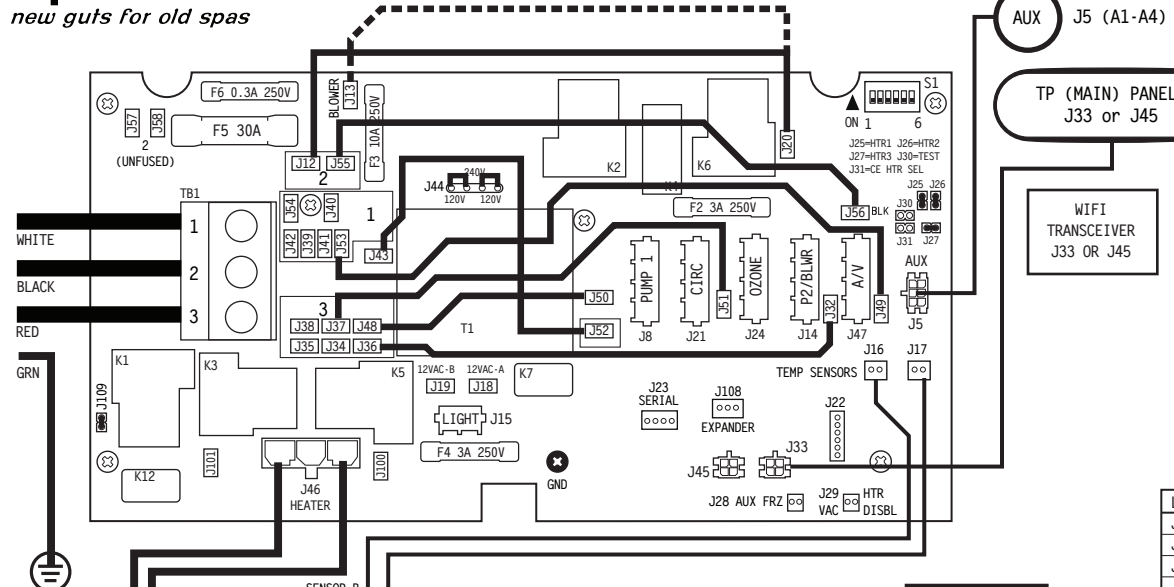 new guts for old spas
AUX
J5 (A1-A4)
TP (MAIN) PANEL
J33 or J45
WIFI
TRANSCEIVER
J33 OR J45
F6 0.3A 250V
F5 30A
J57
J58
2
(UNFUSED)
BLOWER
J13
F3 10A 250V
J12
J55
2
K2
K6
J20
S1
ON 1
6
J25=HTR1 J26=HTR2
J27=HTR3 J30=TEST
J31=CE HTR SEL
J25
J26
J30
J31
J27
TB1
1
2
3
WHITE
BLACK
RED
GRN
J54
J40
1
J42
J39
J41
J53
J43
J44
240V
120V
120V
F2 3A 250V
J56
BLK
3
J38
J37
J48
J35
J34
J36
T1
J50
J52
PUMP 1
J8
CIRC
J21
J51
OZONE
J24
P2/BLWR
J14
J32
A/V
J47
J49
AUX
J5
K1
K3
K5
J109
K12
J101
J46
HEATER
J100
12VAC-B
J19
12VAC-A
J18
K7
LIGHT
J15
F4 3A 250V
GND
J23
SERIAL
J108
EXPANDER
TEMP SENSORS
J16
J17
J22
J45
J33
J28 AUX FRZ
J29
VAC
HTR
DISBL